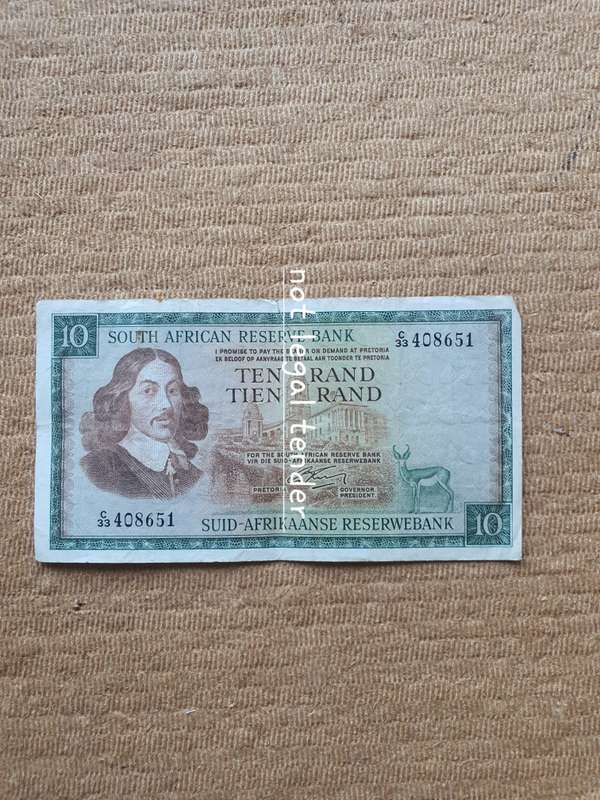 10
SOUTH AFRICAN RESERVE BANK
C/33 408651
I PROMISE TO PAY THE BEARER ON DEMAND AT PRETORIA
EK BELOOF OP AANVRAAG TE BETAAL AAN TOONDER TE PRETORIA
TEN RAND
TIEN RAND
FOR THE SOUTH AFRICAN RESERVE BANK
VIR DIE SUID-AFRIKAANSE RESERWEBANK
PRETORIA
GOVERNOR
PRESIDENT.
C/33 408651
SUID-AFRIKAANSE RESERWEBANK
10
not legal tender